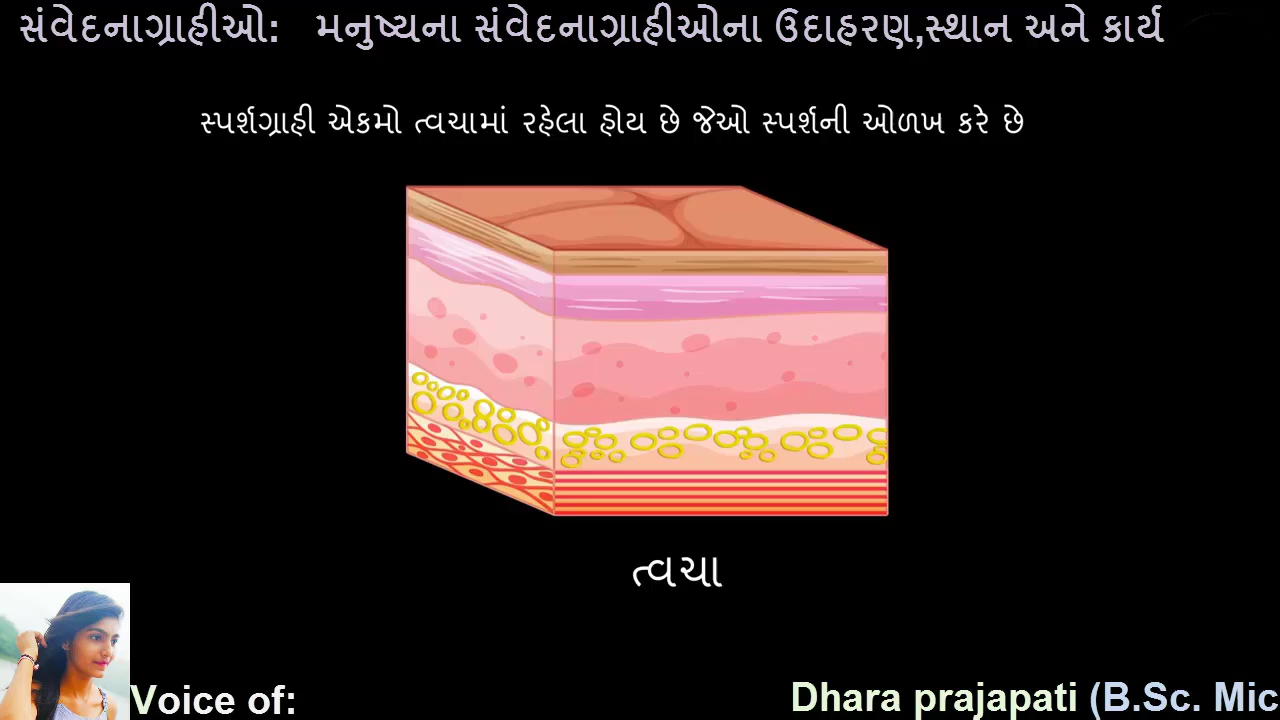 સંવેદનાગ્રાહીઓ: મનુષ્યના સંવેદનાગ્રાહીઓના ઉદાહરણ,સ્થાન અને કાર્ય
સ્પર્શગ્રાહી એકમો ત્વચામાં રહેલા હોય છે જેઓ સ્પર્શની ઓળખ કરે છે
ત્વચા
Voice of: Dhara prajapati (B.Sc. Mic